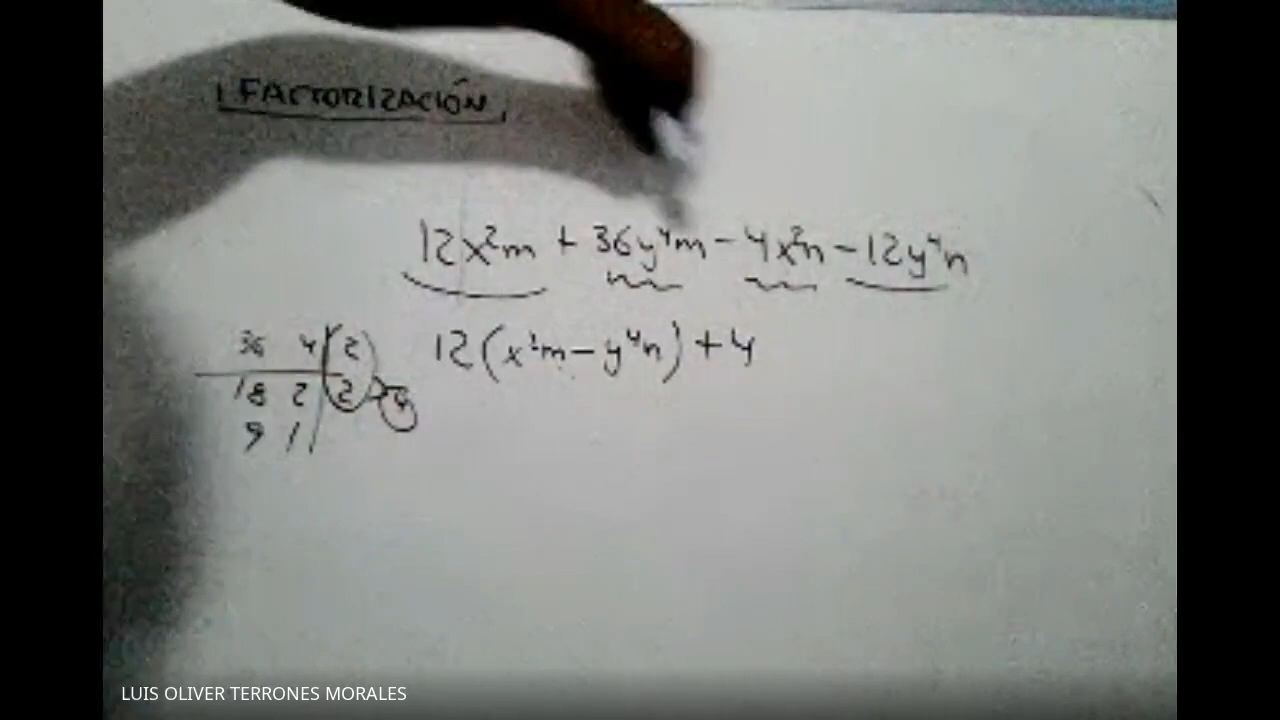 FACTORIZACIÓN
12x²m + 36y⁴m - 4x²n - 12y⁴n
36 4 2
12(x²m - y⁴n) + 4
18 2 2
9 1
LUIS OLIVER TERRONES MORALES